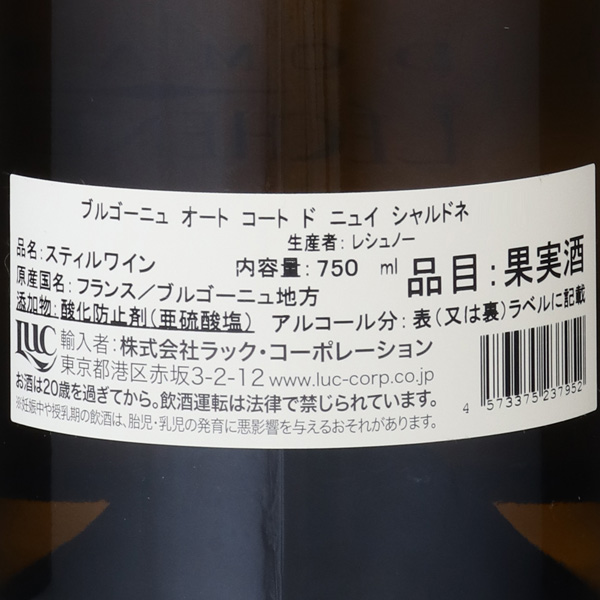 ブルゴーニュ オート コート ド ニュイ シャルドネ
生産者：レシュノー
品名：スティルワイン
内容量：750 ml
品目：果実酒
原産国名：フランス／ブルゴーニュ地方
添加物：酸化防止剤(亜硫酸塩)
アルコール分：表(又は裏)ラベルに記載
LUC
輸入者：株式会社ラック・コーポレーション
東京都港区赤坂3-2-12 www.luc-corp.co.jp
お酒は20歳を過ぎてから。飲酒運転は法律で禁じられています。
※妊娠中や授乳期の飲酒は、胎児・乳児の発育に悪影響を与えるおそれがあります。
4 573375 237952